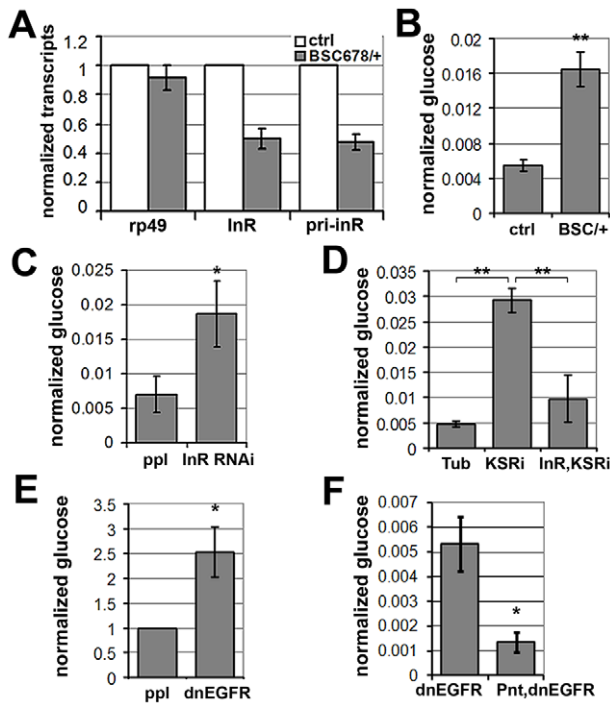 A
normalized transcripts
1.2
1
0.8
0.6
0.4
0.2
0
ctrl
BSC678/+
rp49 InR pri-inR
B
normalized glucose
0.02
0.016
0.012
0.008
0.004
0
**
ctrl BSC/+
C
normalized glucose
0.025
0.02
0.015
0.01
0.005
0
*
ppl InR RNAi
D
normalized glucose
0.035
0.03
0.025
0.02
0.015
0.01
0.005
0
** **
Tub KSRi InR,KSRi
E
normalized glucose
3.5
3
2.5
2
1.5
1
0.5
0
*
ppl dnEGFR
F
normalized glucose
0.007
0.006
0.005
0.004
0.003
0.002
0.001
0
*
dnEGFR Pnt,dnEGFR